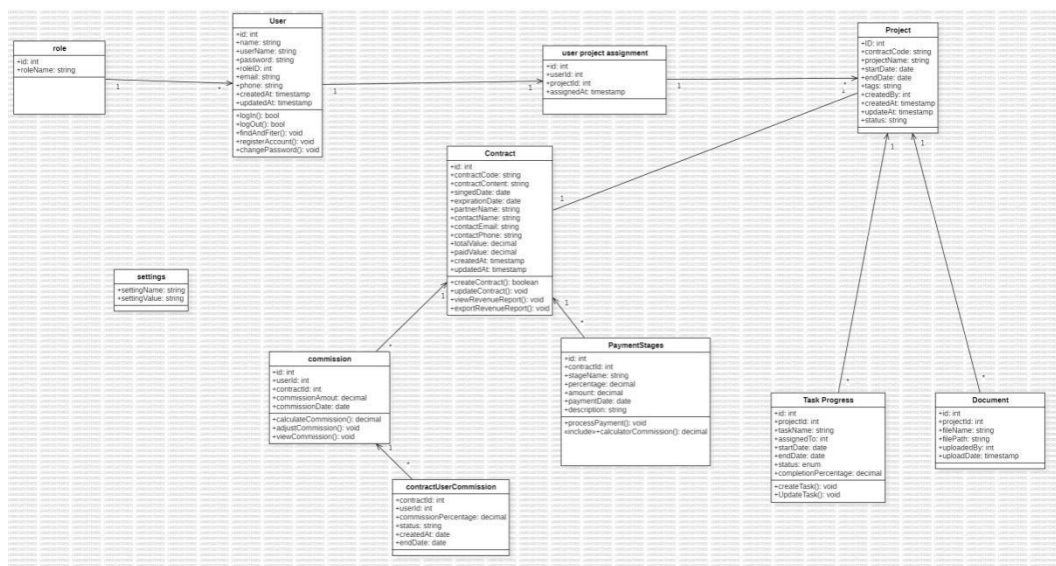 role
+id: int
+roleName: string
User
+id: int
+name: string
+userName: string
+password: string
+roleID: int
+email: string
+phone: string
+createdAt: timestamp
+updatedAt: timestamp
+logIn(): bool
+logOut(): bool
+findAndFiter(): void
+registerAccount(): void
+changePassword(): void
1
*
1
1
user project assignment
+id: int
+userId: int
+projectId: int
+assignedAt: timestamp
1
*
Project
+ID: int
+contractCode: string
+projectName: string
+startDate: date
+endDate: date
+tags: string
+createdBy: int
+createdAt: timestamp
+updateAt: timestamp
+status: string
Contract
+id: int
+contractCode: string
+contractContent: string
+singedDate: date
+expirationDate: date
+partnerName: string
+contactName: string
+contactEmail: string
+contactPhone: string
+totalValue: decimal
+paidValue: decimal
+createdAt: timestamp
+updatedAt: timestamp
+createContract(): boolean
+updateContract(): void
+viewRevenueReport(): void
+exportRevenueReport(): void
1
1
1
1
1
settings
+settingName: string
+settingValue: string
*
*
commission
+id: int
+userId: int
+contractId: int
+commissionAmout: decimal
+commissionDate: date
+calculateCommission(): decimal
+adjustCommission(): void
+viewCommission(): void
PaymentStages
+id: int
+contractId: int
+stageName: string
+percentage: decimal
+amount: decimal
+paymentDate: date
+description: string
+processPayment(): void
«include»+calculatorCommission(): decimal
*
*
Task Progress
+id: int
+projectId: int
+taskName: string
+assignedTo: int
+startDate: date
+endDate: date
+status: enum
+completionPercentage: decimal
+createTask(): void
+UpdateTask(): void
Document
+id: int
+projectId: int
+fileName: string
+filePath: string
+uploadedBy: int
+uploadDate: timestamp
1
*
contractUserCommission
+contractId: int
+userId: int
+commissionPercentage: decimal
+status: string
+createdAt: date
+endDate: date